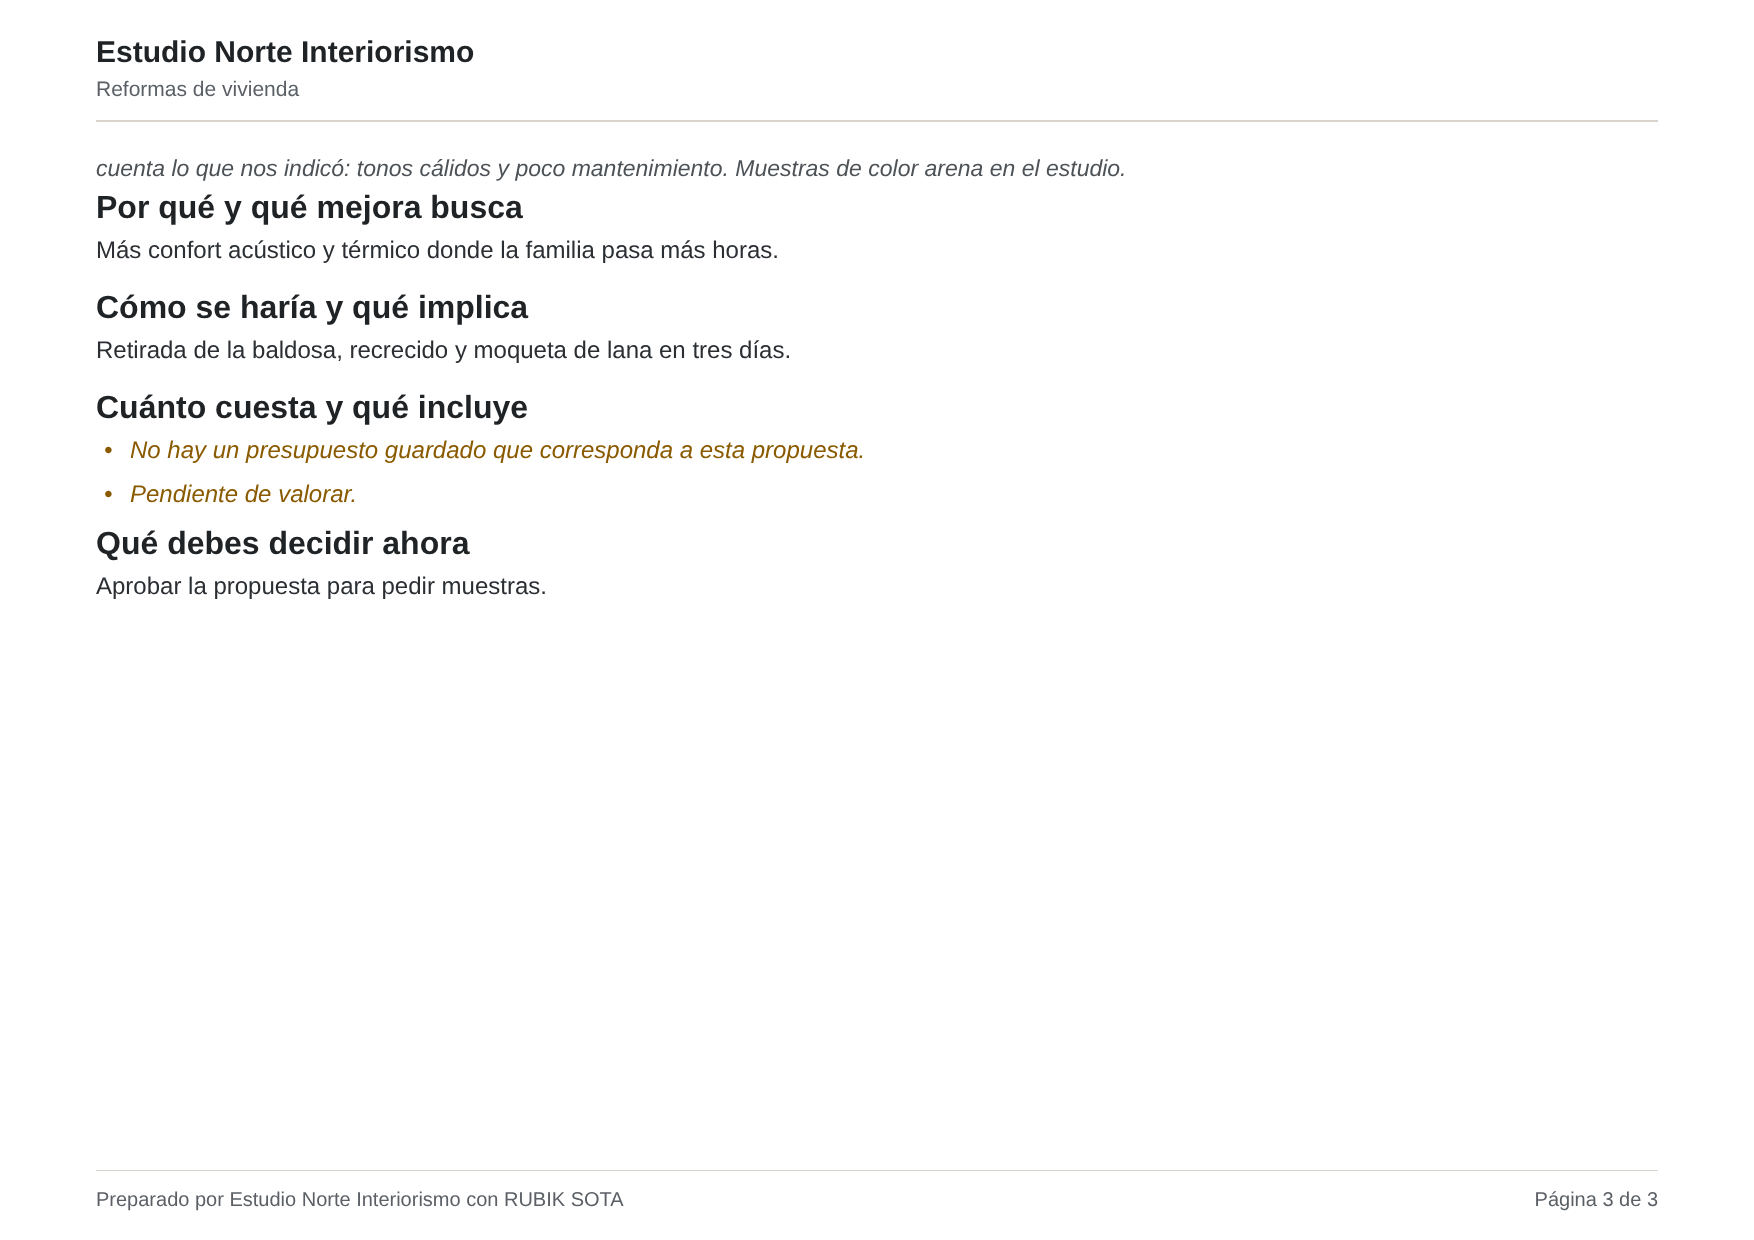 Estudio Norte Interiorismo
Reformas de vivienda
cuenta lo que nos indicó: tonos cálidos y poco mantenimiento. Muestras de color arena en el estudio.
Por qué y qué mejora busca
Más confort acústico y térmico donde la familia pasa más horas.
Cómo se haría y qué implica
Retirada de la baldosa, recrecido y moqueta de lana en tres días.
Cuánto cuesta y qué incluye
• No hay un presupuesto guardado que corresponda a esta propuesta.
• Pendiente de valorar.
Qué debes decidir ahora
Aprobar la propuesta para pedir muestras.
Preparado por Estudio Norte Interiorismo con RUBIK SOTA
Página 3 de 3